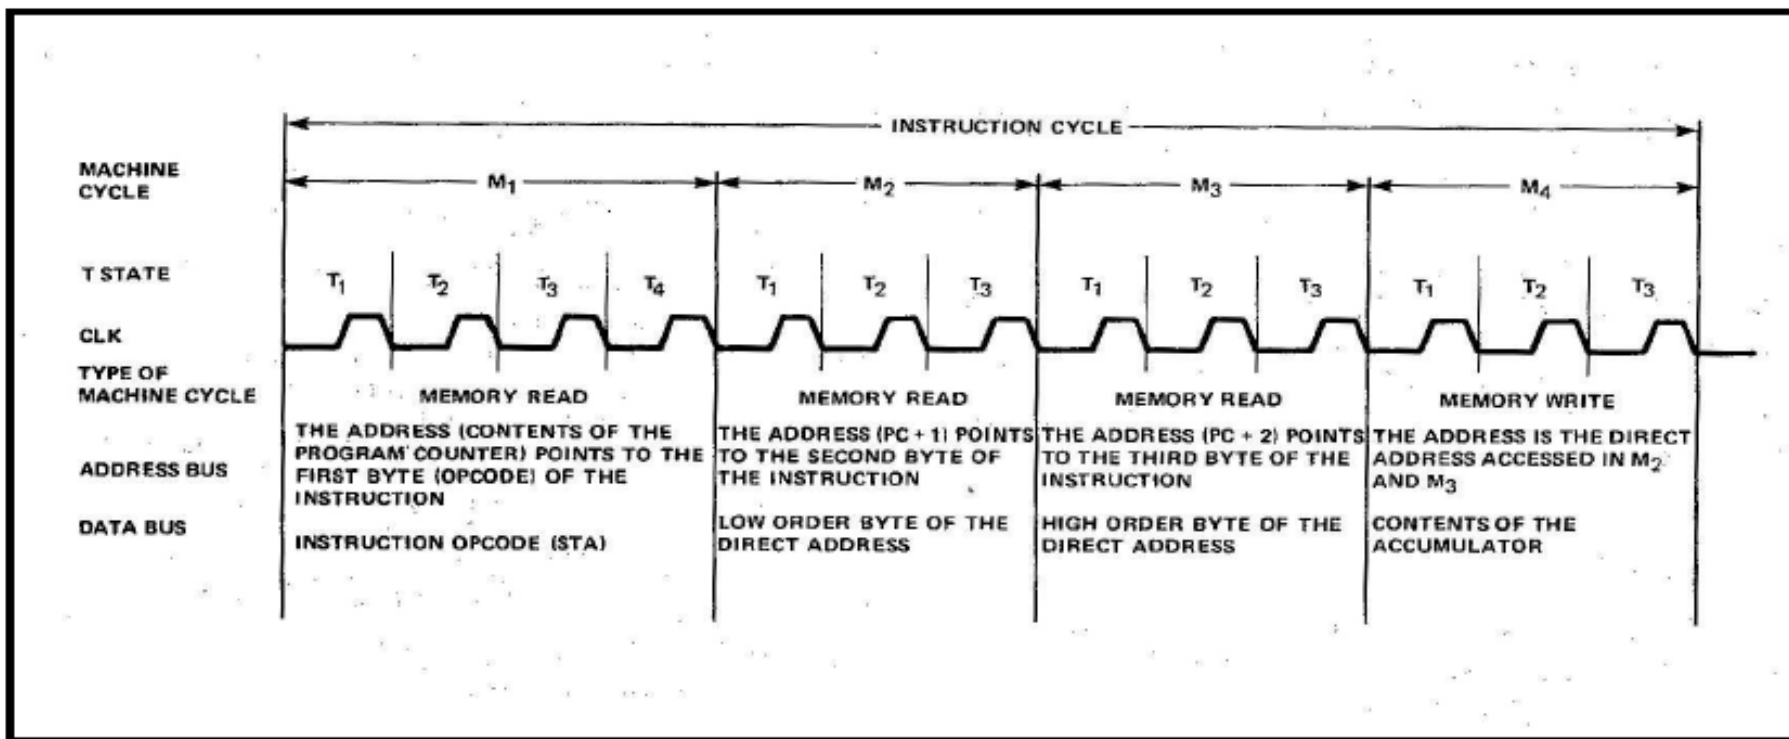 INSTRUCTION CYCLE
MACHINE
CYCLE
M1 M2 M3 M4
T STATE T1 T2 T3 T4 T1 T2 T3 T1 T2 T3 T1 T2 T3
CLK
TYPE OF
MACHINE CYCLE
MEMORY READ MEMORY READ MEMORY READ MEMORY WRITE
ADDRESS BUS
THE ADDRESS (CONTENTS OF THE
PROGRAM COUNTER) POINTS TO THE
FIRST BYTE (OPCODE) OF THE
INSTRUCTION
THE ADDRESS (PC + 1) POINTS
TO THE SECOND BYTE OF
THE INSTRUCTION
THE ADDRESS (PC + 2) POINTS
TO THE THIRD BYTE OF THE
INSTRUCTION
THE ADDRESS IS THE DIRECT
ADDRESS ACCESSED IN M2
AND M3
DATA BUS
INSTRUCTION OPCODE (STA)
LOW ORDER BYTE OF THE
DIRECT ADDRESS
HIGH ORDER BYTE OF THE
DIRECT ADDRESS
CONTENTS OF THE
ACCUMULATOR